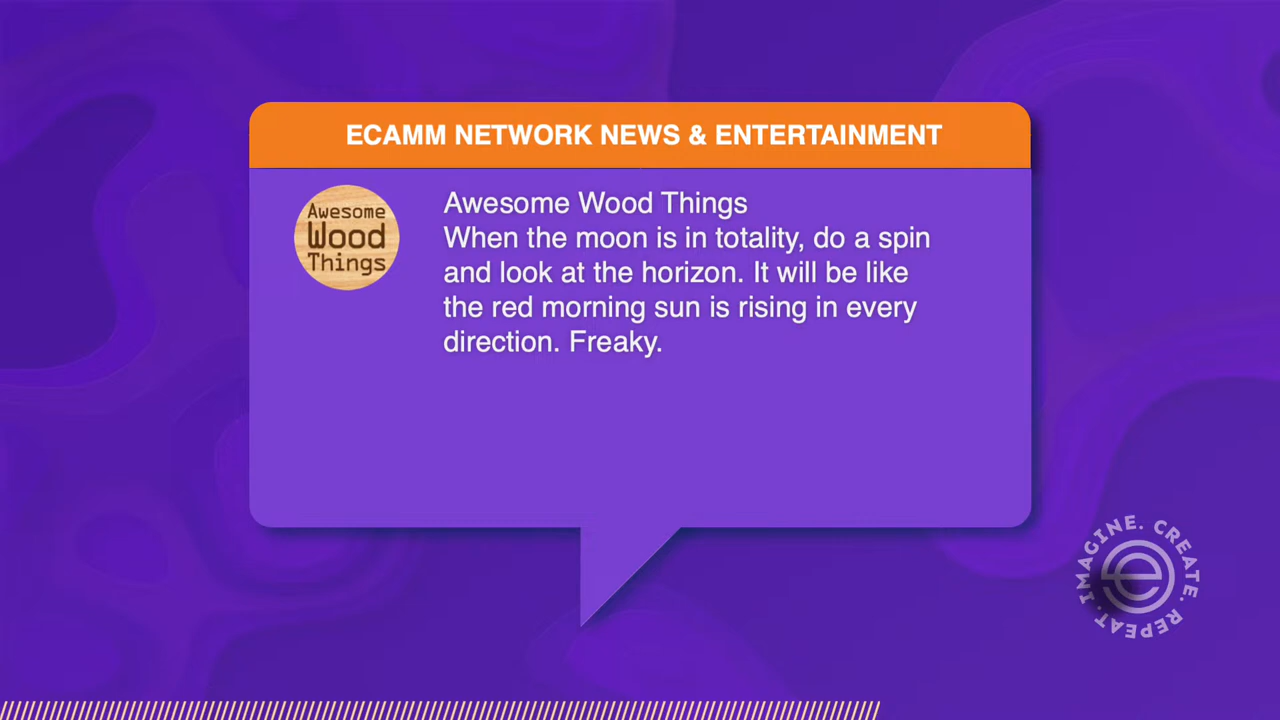 ECAMM NETWORK NEWS & ENTERTAINMENT
Awesome
Wood
Things
Awesome Wood Things
When the moon is in totality, do a spin
and look at the horizon. It will be like
the red morning sun is rising in every
direction. Freaky.
IMAGINE. CREATE. REPEAT.
e